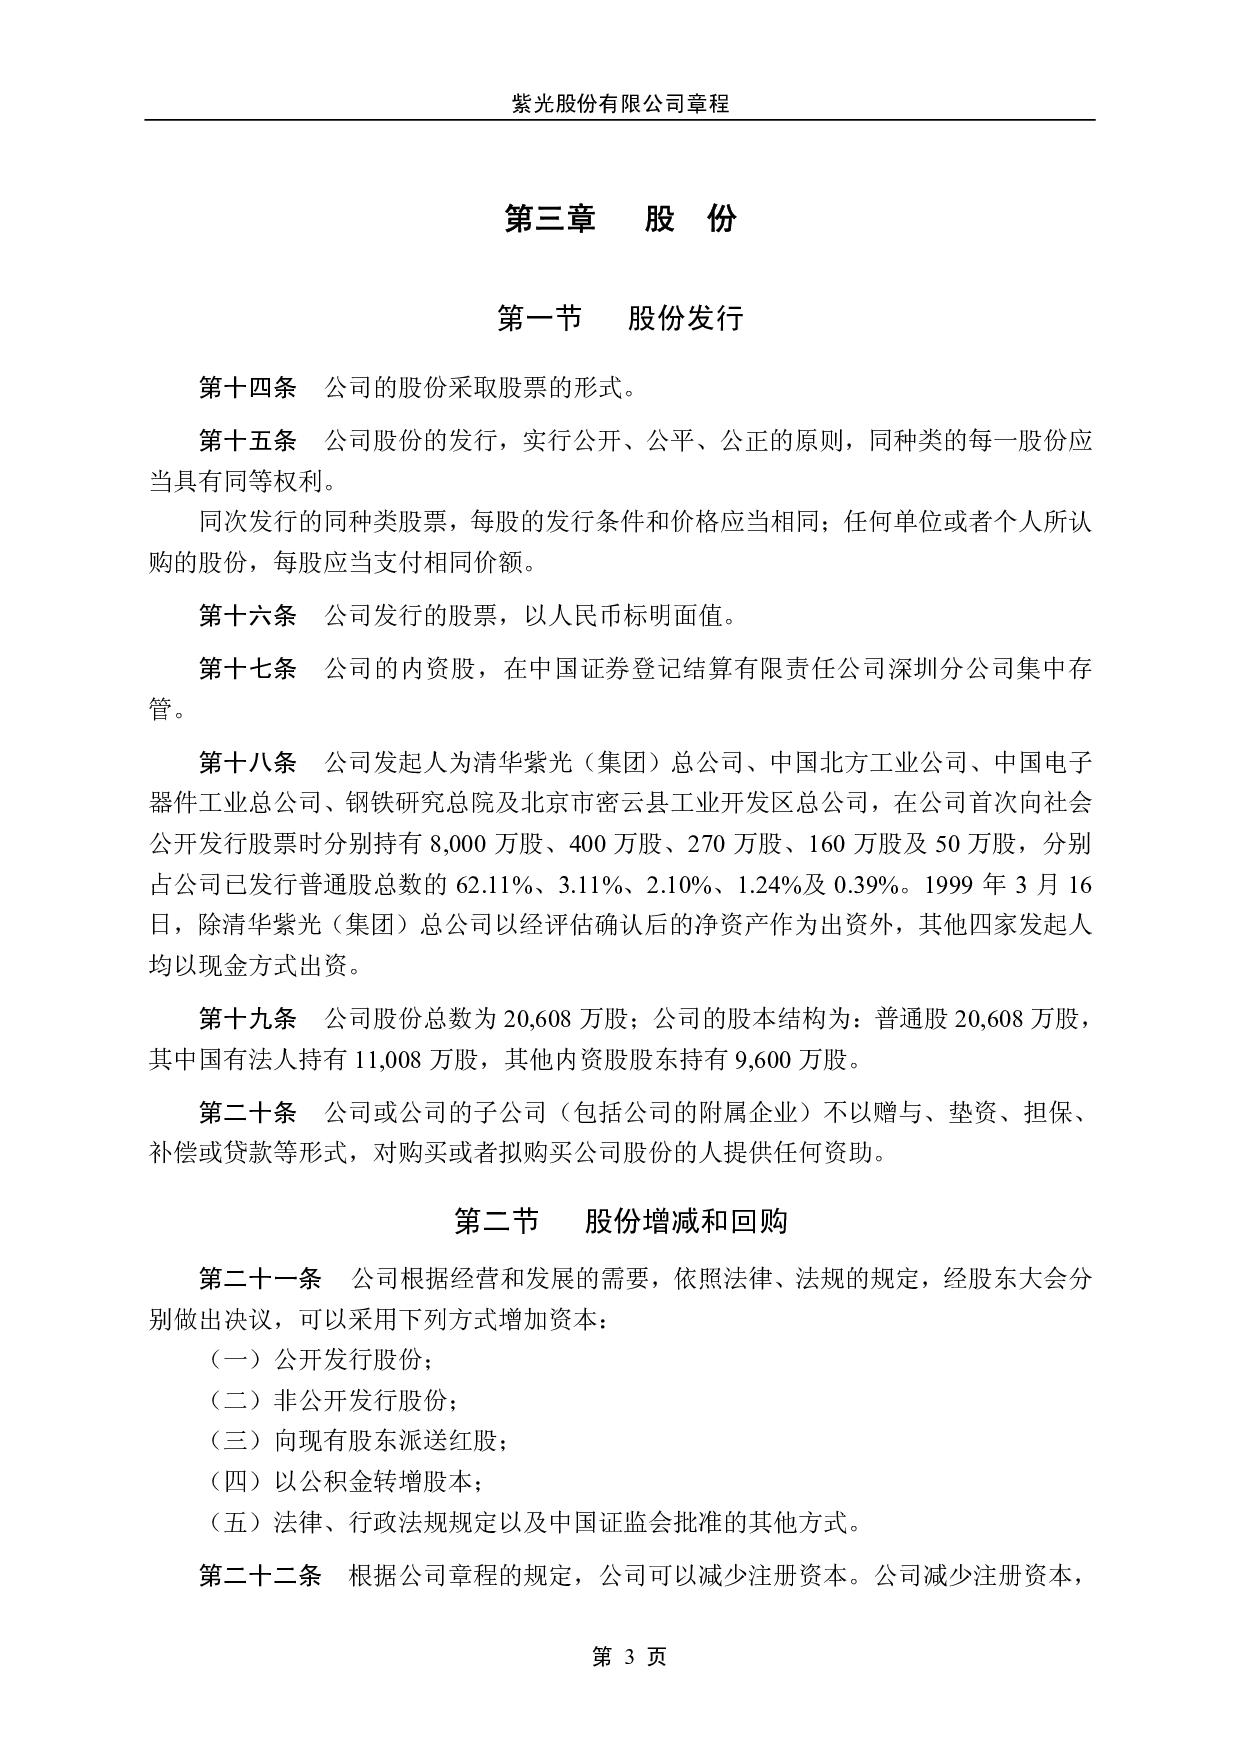 紫光股份有限公司章程
第三章 股 份
第一节 股份发行
第十四条 公司的股份采取股票的形式。
第十五条 公司股份的发行，实行公开、公平、公正的原则，同种类的每一股份应
当具有同等权利。
同次发行的同种类股票，每股的发行条件和价格应当相同；任何单位或者个人所认
购的股份，每股应当支付相同价额。
第十六条 公司发行的股票，以人民币标明面值。
第十七条 公司的内资股，在中国证券登记结算有限责任公司深圳分公司集中存
管。
第十八条 公司发起人为清华紫光（集团）总公司、中国北方工业公司、中国电子
器件工业总公司、钢铁研究总院及北京市密云县工业开发区总公司，在公司首次向社会
公开发行股票时分别持有 8,000 万股、400 万股、270 万股、160 万股及 50 万股，分别
占公司已发行普通股总数的 62.11%、3.11%、2.10%、1.24%及 0.39%。1999 年 3 月 16
日，除清华紫光（集团）总公司以经评估确认后的净资产作为出资外，其他四家发起人
均以现金方式出资。
第十九条 公司股份总数为 20,608 万股；公司的股本结构为：普通股 20,608 万股，
其中国有法人持有 11,008 万股，其他内资股股东持有 9,600 万股。
第二十条 公司或公司的子公司（包括公司的附属企业）不以赠与、垫资、担保、
补偿或贷款等形式，对购买或者拟购买公司股份的人提供任何资助。
第二节 股份增减和回购
第二十一条 公司根据经营和发展的需要，依照法律、法规的规定，经股东大会分
别做出决议，可以采用下列方式增加资本：
（一）公开发行股份；
（二）非公开发行股份；
（三）向现有股东派送红股；
（四）以公积金转增股本；
（五）法律、行政法规规定以及中国证监会批准的其他方式。
第二十二条 根据公司章程的规定，公司可以减少注册资本。公司减少注册资本，
第 3 页